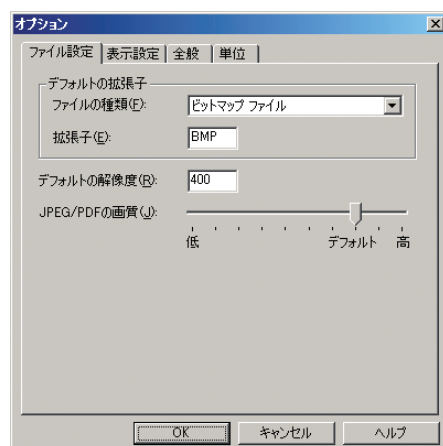 オプション
ファイル設定 表示設定 全般 単位
デフォルトの拡張子
ファイルの種類(F): ビットマップ ファイル
拡張子(E): BMP
デフォルトの解像度(R): 400
JPEG/PDFの画質(J):
低 デフォルト 高
OK キャンセル ヘルプ